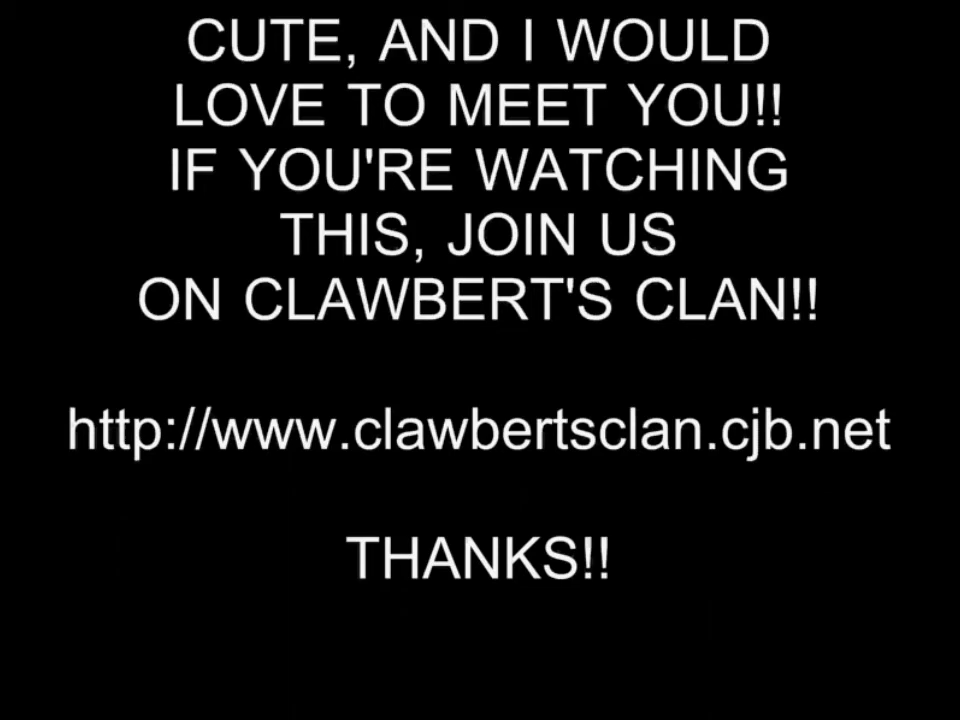 CUTE, AND I WOULD
LOVE TO MEET YOU!!
IF YOU'RE WATCHING
THIS, JOIN US
ON CLAWBERT'S CLAN!!
http://www.clawbertsclan.cjb.net
THANKS!!